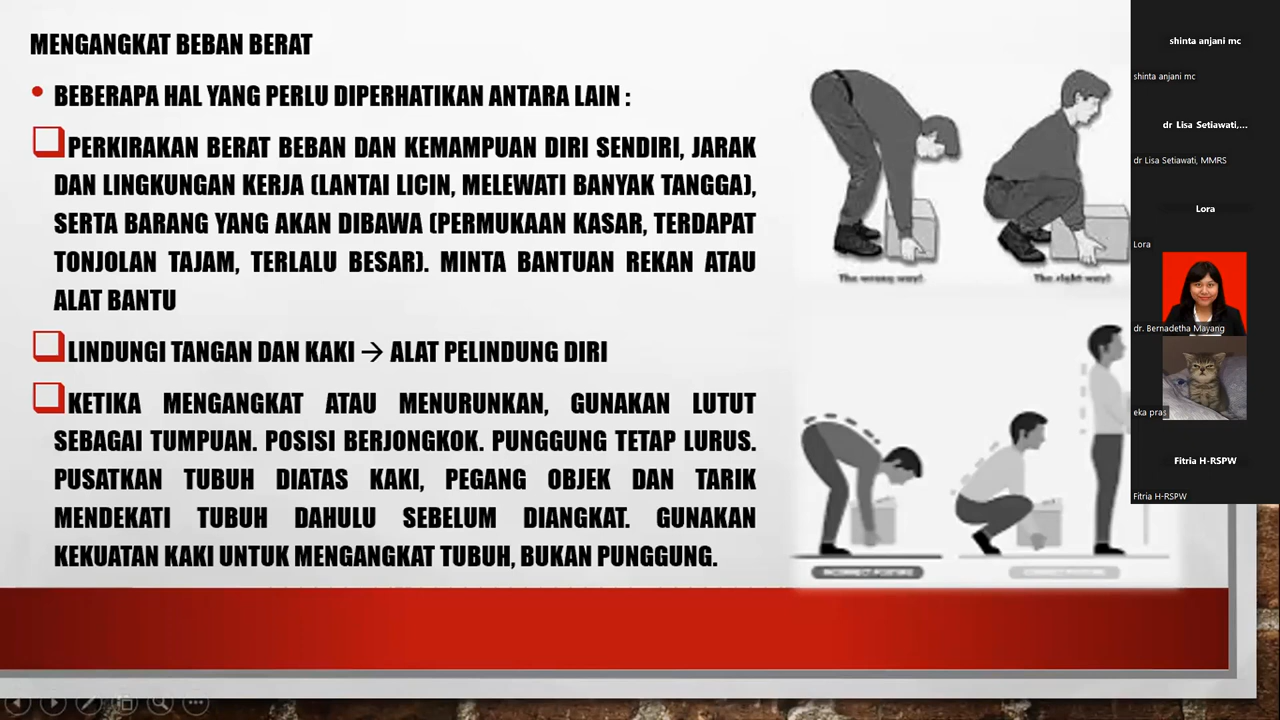 MENGANGKAT BEBAN BERAT
BEBERAPA HAL YANG PERLU DIPERHATIKAN ANTARA LAIN :
PERKIRAKAN BERAT BEBAN DAN KEMAMPUAN DIRI SENDIRI, JARAK
DAN LINGKUNGAN KERJA (LANTAI LICIN, MELEWATI BANYAK TANGGA),
SERTA BARANG YANG AKAN DIBAWA (PERMUKAAN KASAR, TERDAPAT
TONJOLAN TAJAM, TERLALU BESAR). MINTA BANTUAN REKAN ATAU
ALAT BANTU
LINDUNGI TANGAN DAN KAKI → ALAT PELINDUNG DIRI
KETIKA MENGANGKAT ATAU MENURUNKAN, GUNAKAN LUTUT
SEBAGAI TUMPUAN. POSISI BERJONGKOK. PUNGGUNG TETAP LURUS.
PUSATKAN TUBUH DIATAS KAKI, PEGANG OBJEK DAN TARIK
MENDEKATI TUBUH DAHULU SEBELUM DIANGKAT. GUNAKAN
KEKUATAN KAKI UNTUK MENGANGKAT TUBUH, BUKAN PUNGGUNG.
The wrong way!
The right way!
INCORRECT POSTURE
shinta anjani mc
shinta anjani mc
dr Lisa Setiawati,...
dr Lisa Setiawati, MMRS
Lora
Lora
dr. Bernadetha Mayang
eka pras
Fitria H-RSPW
Fitria H-RSPW